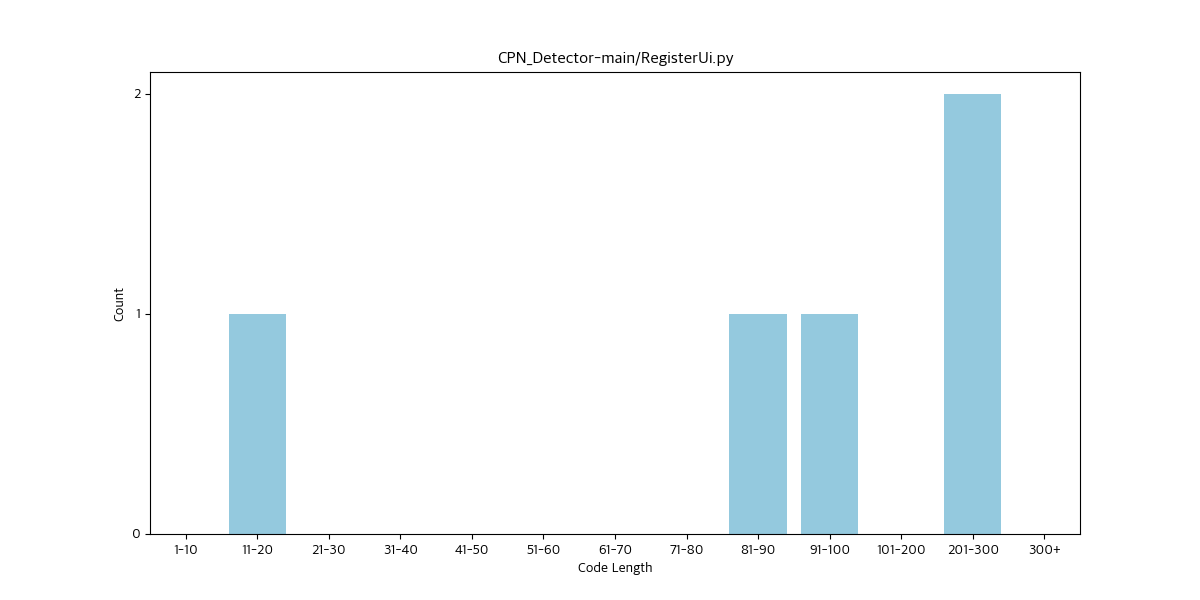 CPN_Detector-main/RegisterUi.py
2
1
0
Count
1-10 11-20 21-30 31-40 41-50 51-60 61-70 71-80 81-90 91-100 101-200 201-300 300+
Code Length